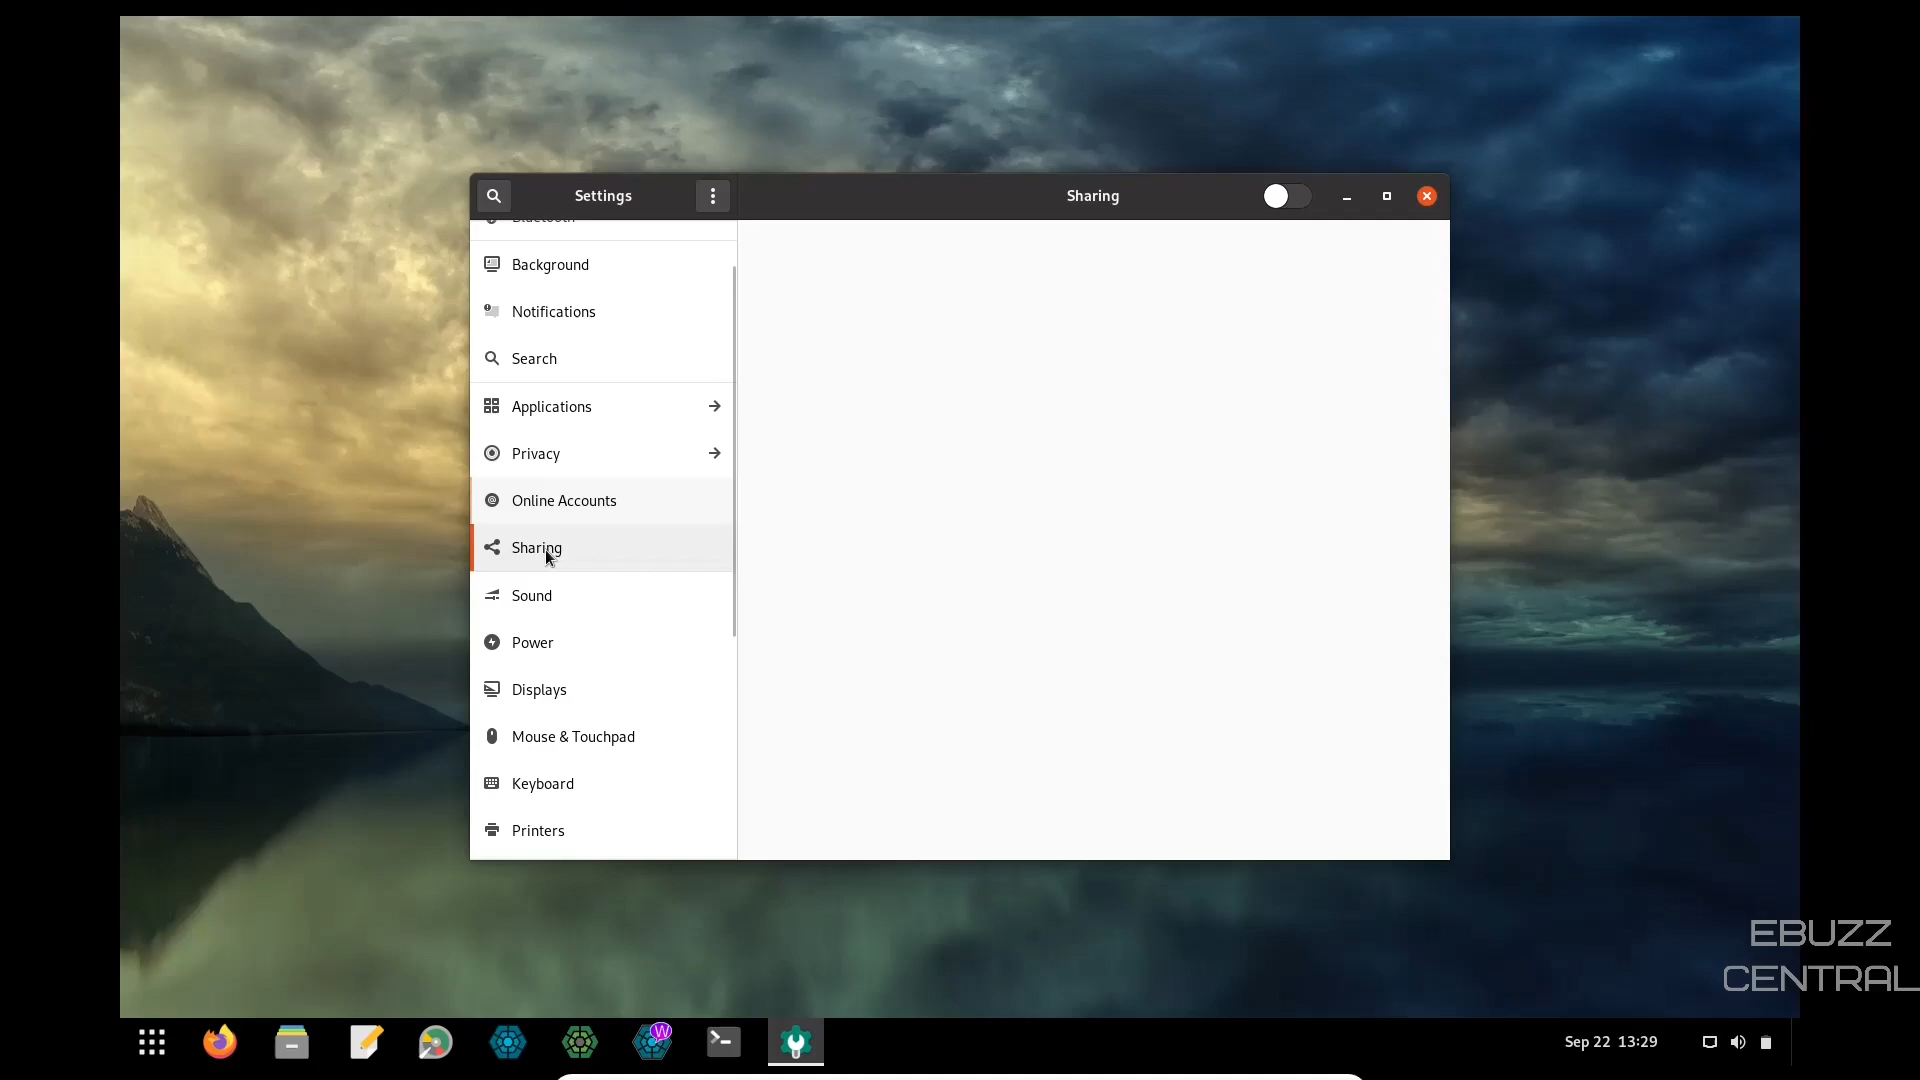 Settings
Sharing
Bluetooth
Background
Notifications
Search
Applications
Privacy
Online Accounts
Sharing
Sound
Power
Displays
Mouse & Touchpad
Keyboard
Printers
EBUZZ
CENTRAL
W
Sep 22 13:29